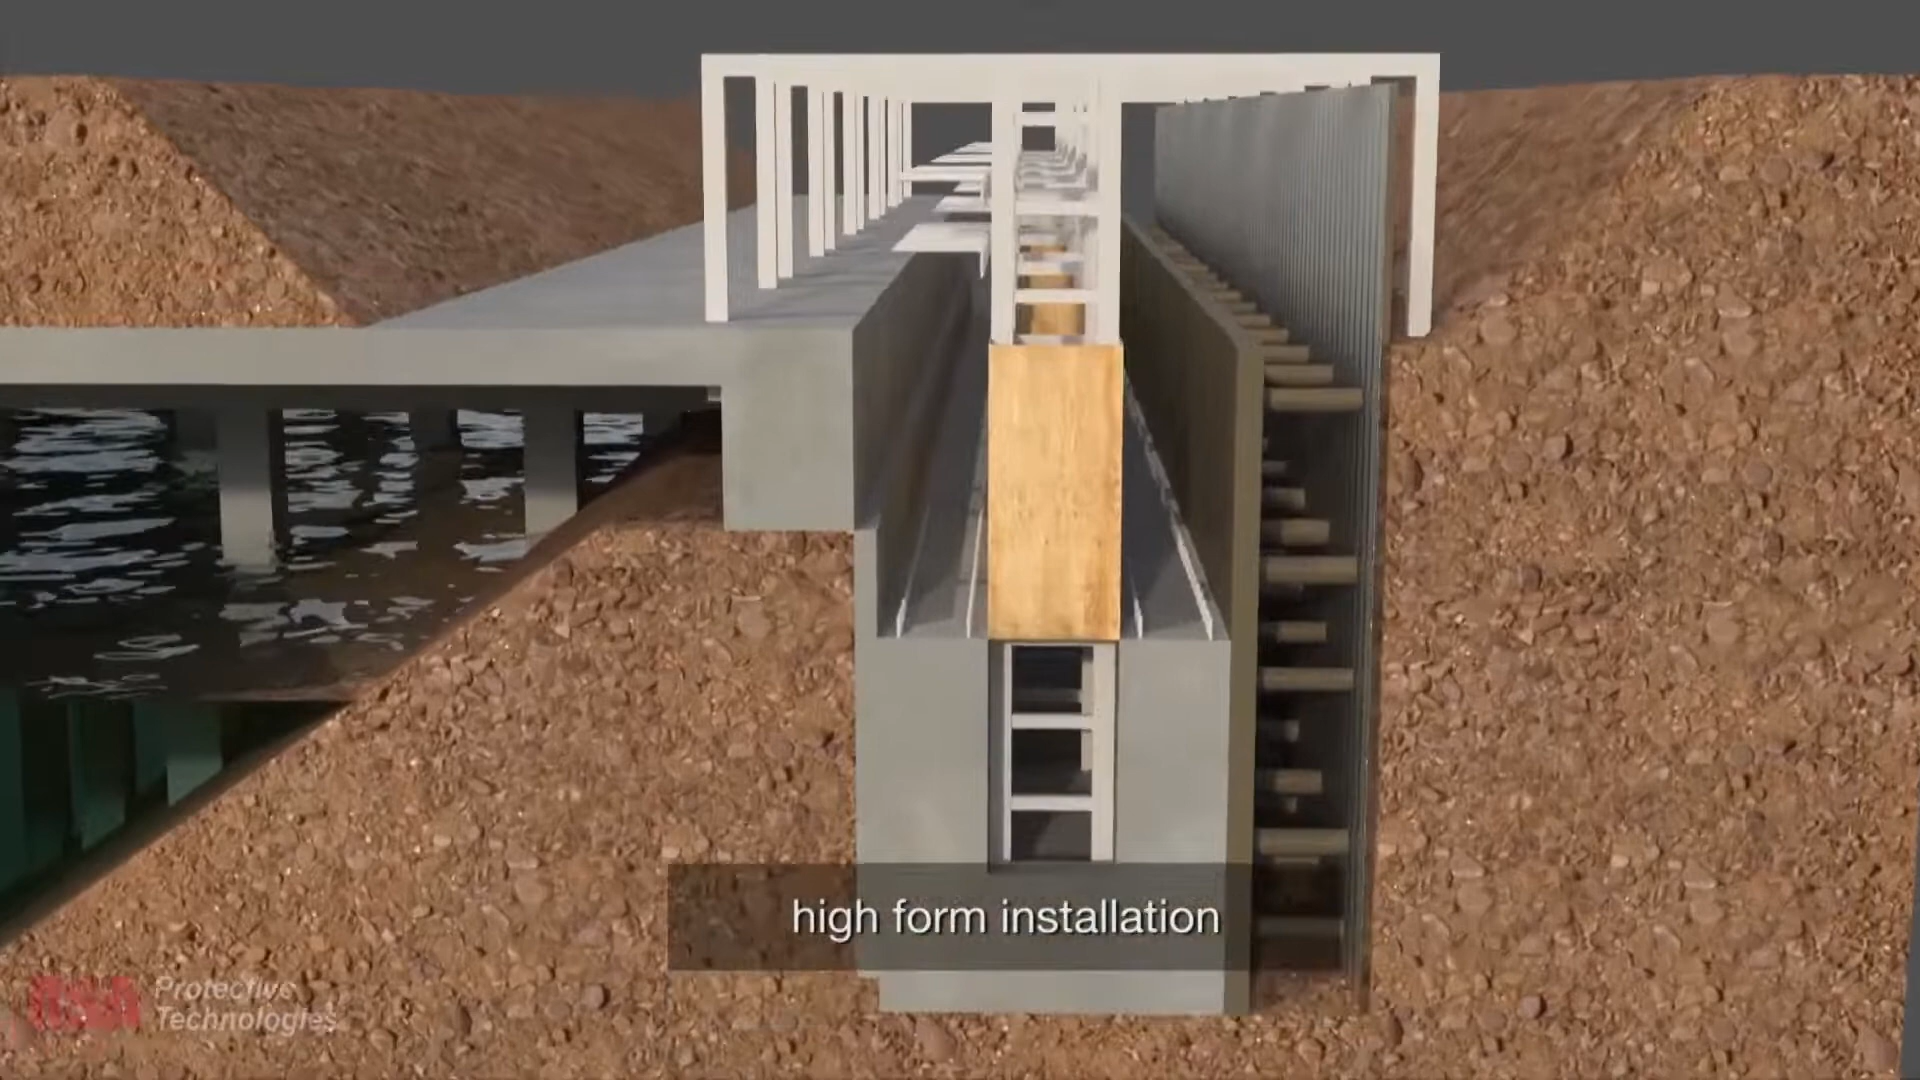 high form installation
Protective
Technologies